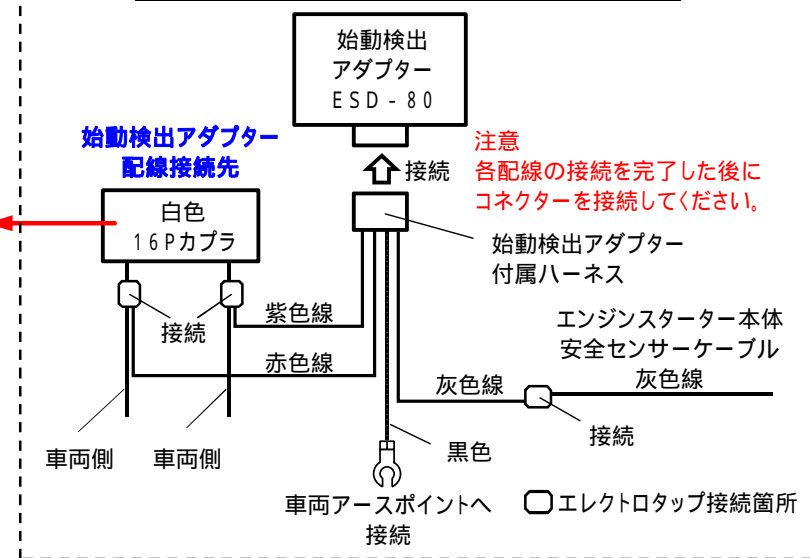 始動検出
アダプター
ESD-80
始動検出アダプター
配線接続先
注意
各配線の接続を完了した後に
コネクターを接続してください。
接続
白色
16Pカプラ
始動検出アダプター
付属ハーネス
接続
紫色線
赤色線
エンジンスターター本体
安全センサーケーブル
灰色線
灰色線
接続
黒色
車両側
車両側
車両アースポイントへ
接続
エレクトロタップ接続箇所